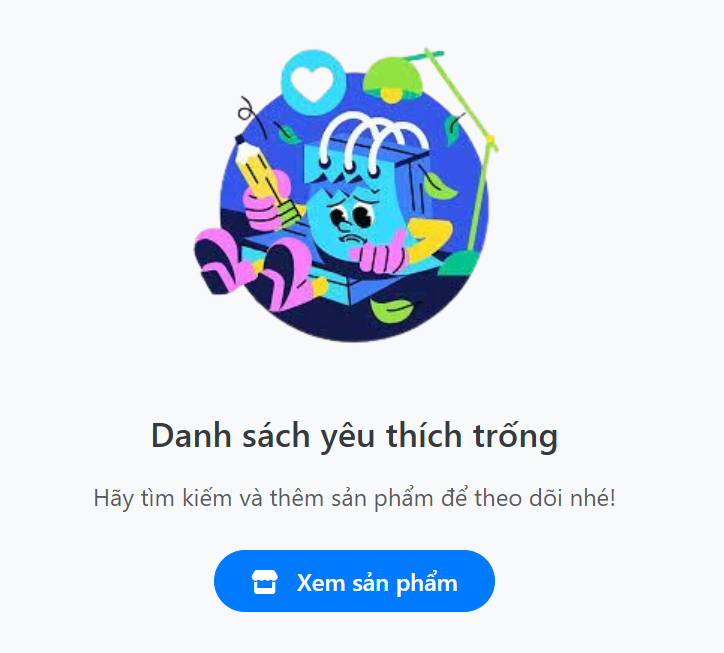 Danh sách yêu thích trống
Hãy tìm kiếm và thêm sản phẩm để theo dõi nhé!
Xem sản phẩm